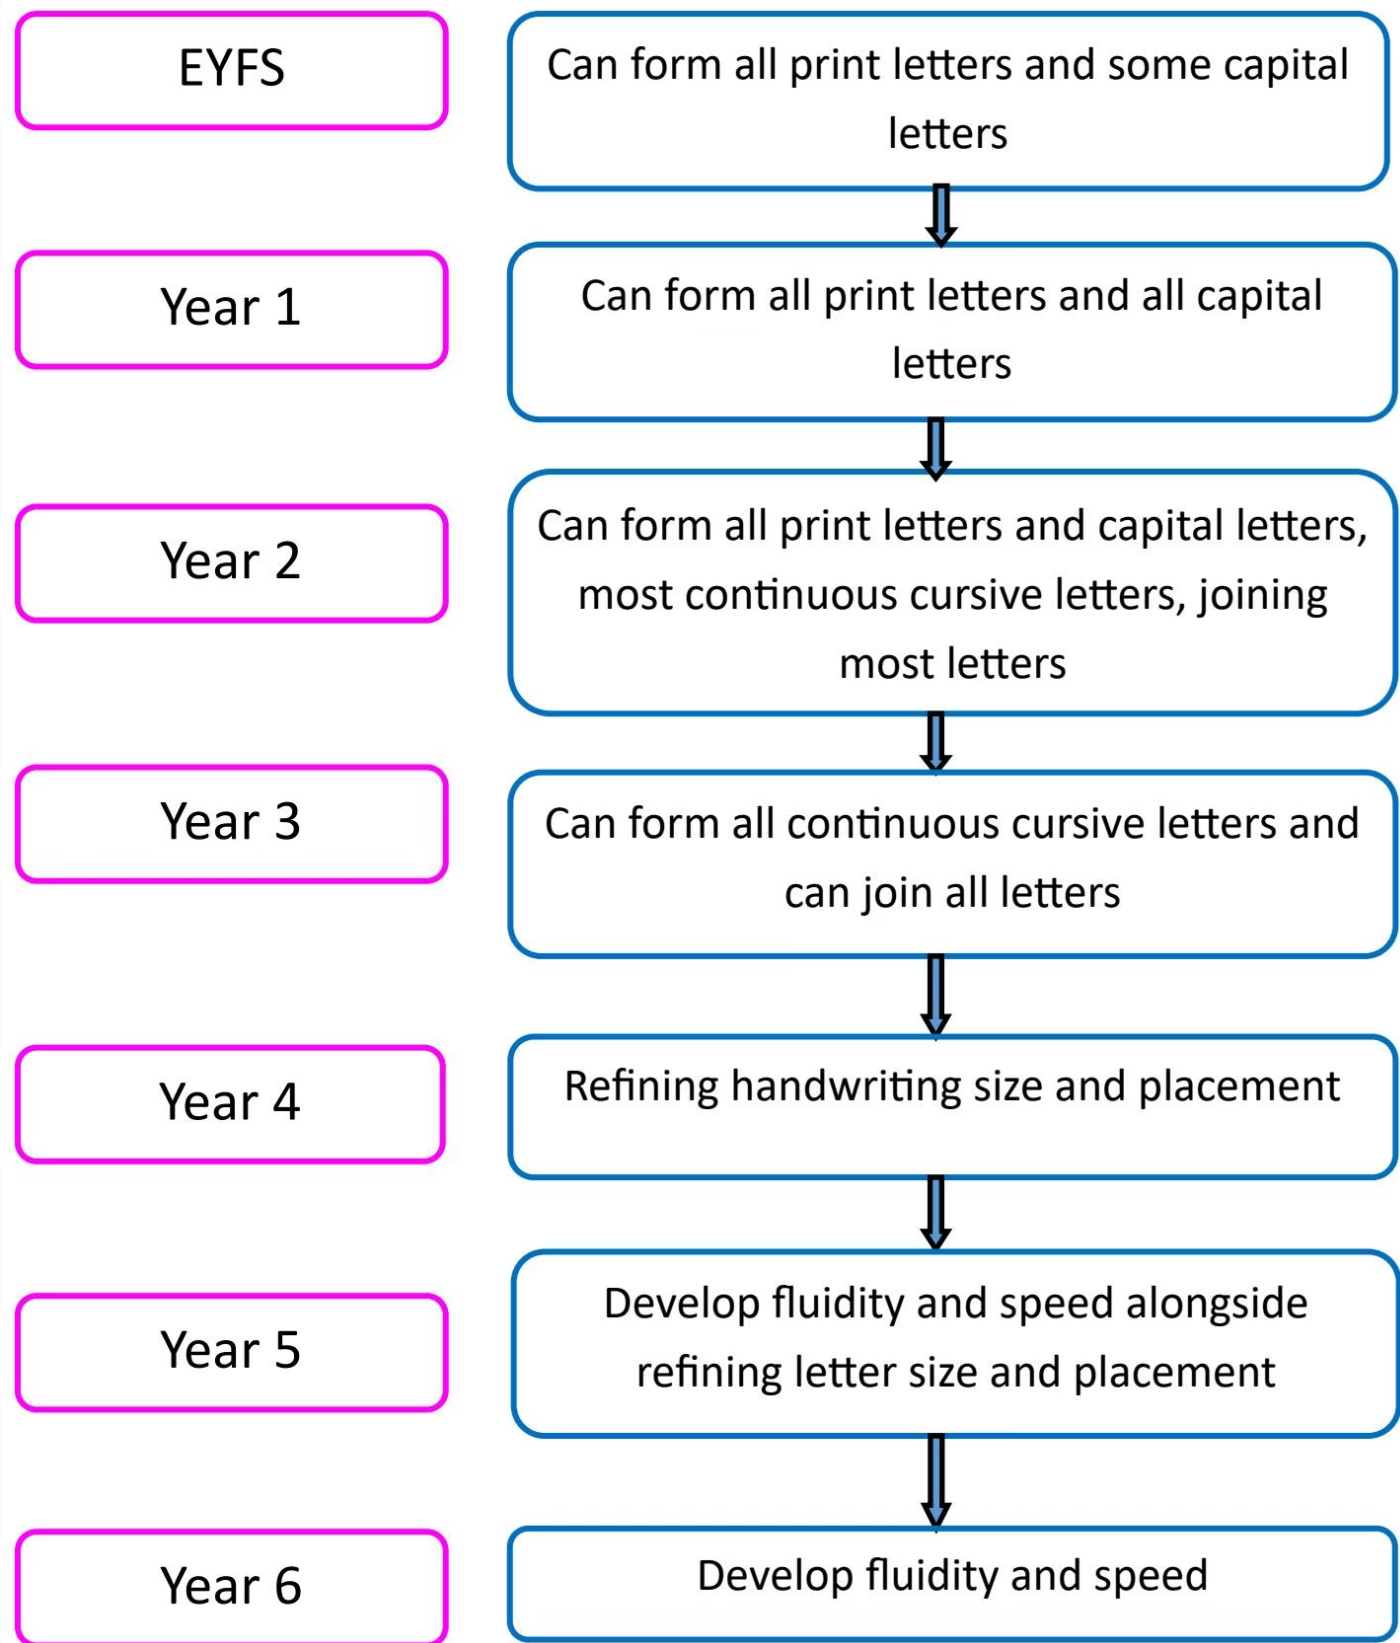 EYFS
Can form all print letters and some capital
letters
Year 1
Can form all print letters and all capital
letters
Year 2
Can form all print letters and capital letters,
most continuous cursive letters, joining
most letters
Year 3
Can form all continuous cursive letters and
can join all letters
Year 4
Refining handwriting size and placement
Year 5
Develop fluidity and speed alongside
refining letter size and placement
Year 6
Develop fluidity and speed